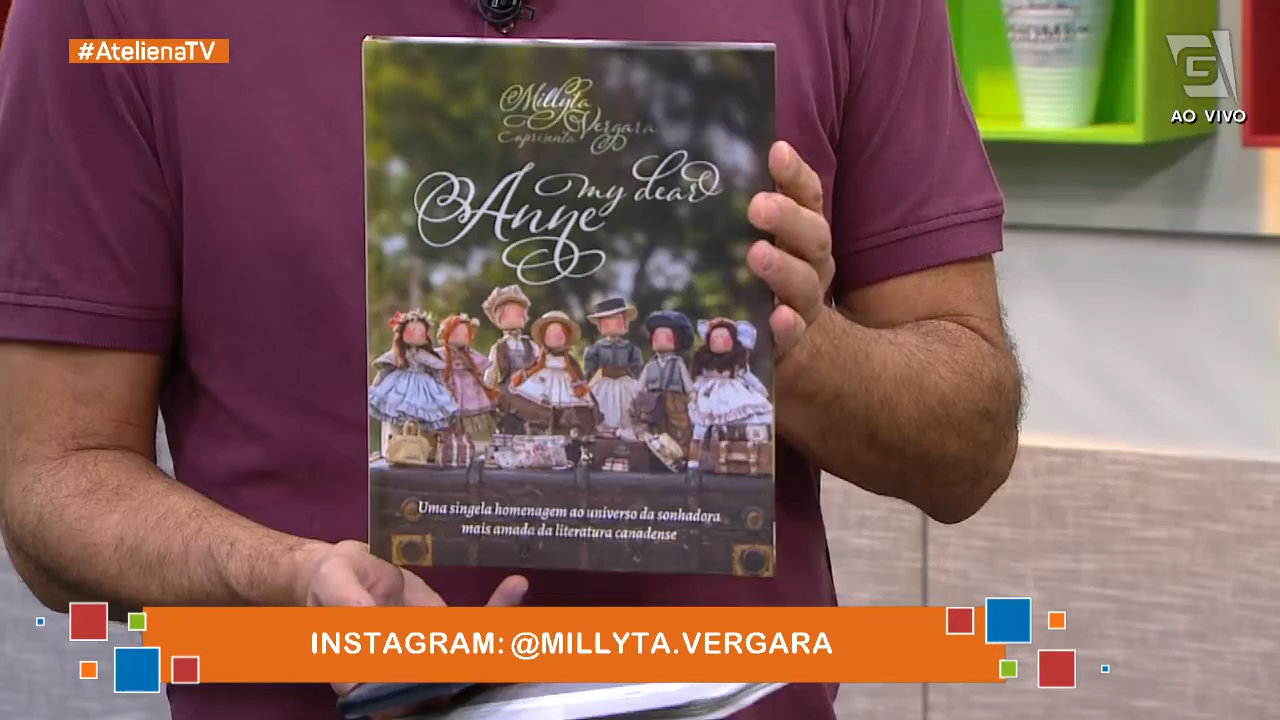 #AtelienaTV
AO VIVO
Millyta
Vergara
apresenta
my dear
Anne
Uma singela homenagem ao universo da sonhadora
mais amada da literatura canadense
INSTAGRAM: @MILLYTA.VERGARA